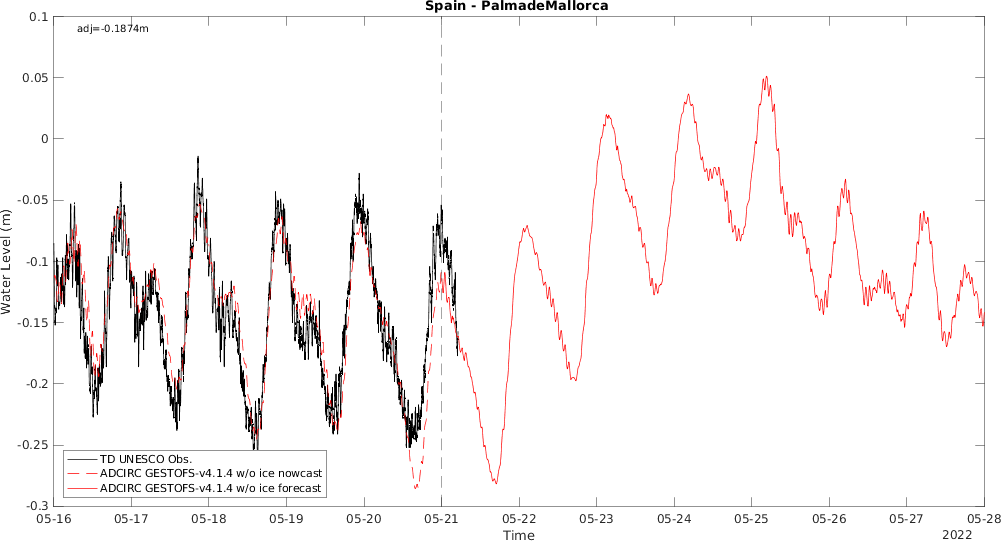 Spain - PalmadeMallorca
adj=-0.1874m
0.1
0.05
0
-0.05
-0.1
-0.15
-0.2
-0.25
-0.3
Water Level (m)
TD UNESCO Obs.
ADCIRC GESTOFS-v4.1.4 w/o ice nowcast
ADCIRC GESTOFS-v4.1.4 w/o ice forecast
05-16 05-17 05-18 05-19 05-20 05-21 05-22 05-23 05-24 05-25 05-26 05-27 05-28
Time
2022